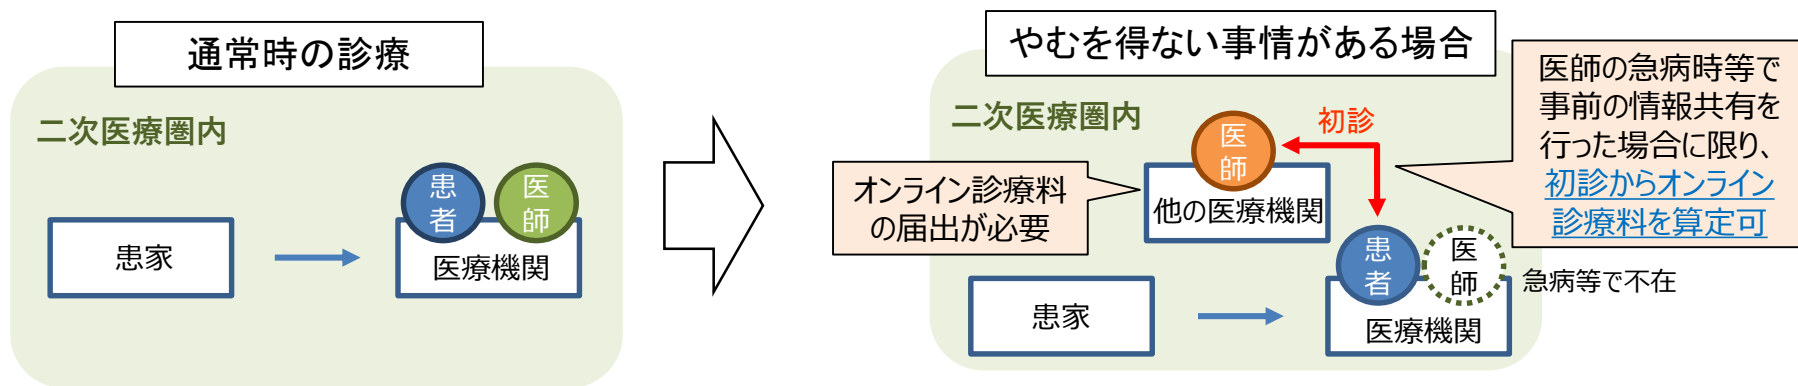 通常時の診療
二次医療圏内
患者
医師
患家
医療機関
やむを得ない事情がある場合
二次医療圏内
医師
初診
他の医療機関
オンライン診療料
の届出が必要
医師の急病時等で
事前の情報共有を
行った場合に限り、
初診からオンライン
診療料を算定可
患者
医師
急病等で不在
患家
医療機関